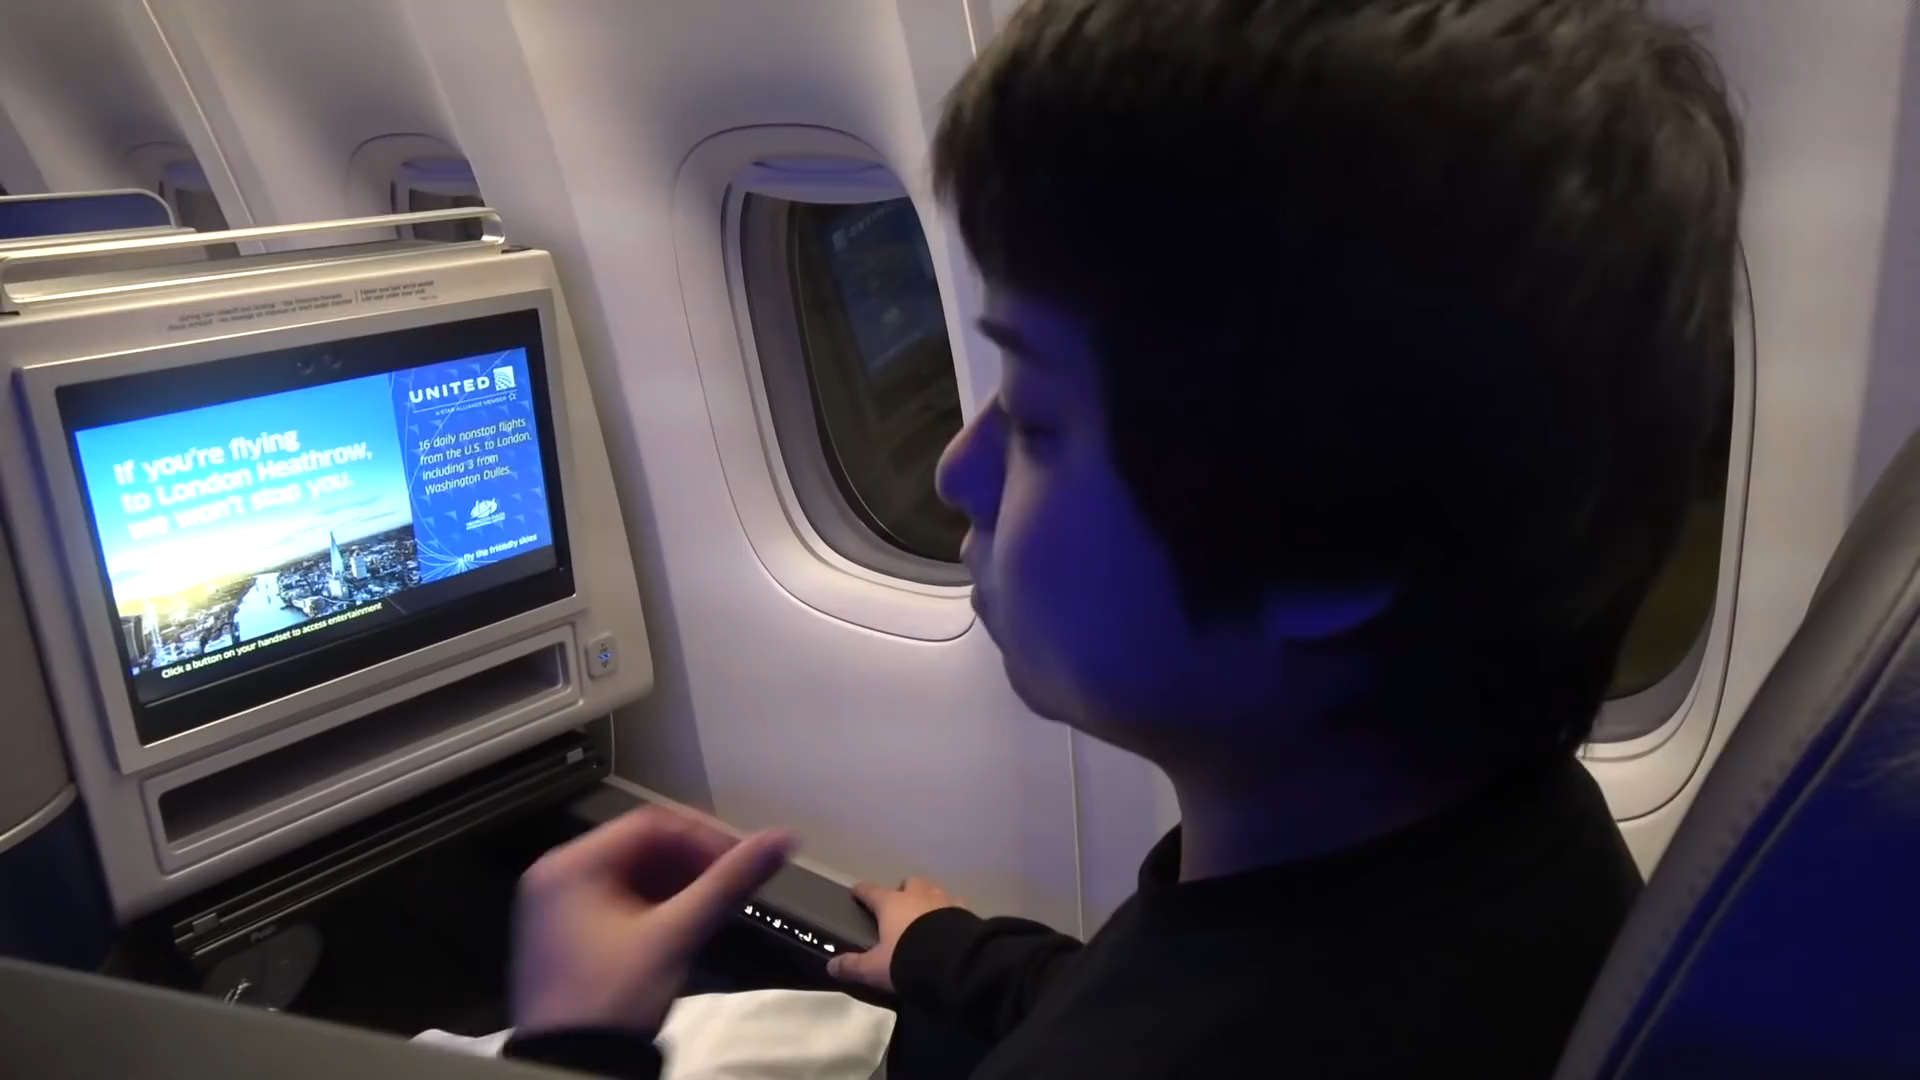 If you're flying
to London Heathrow,
we won't stop you.
UNITED
A STAR ALLIANCE MEMBER
16 daily nonstop flights
from the U.S. to London,
including 3 from
Washington Dulles.
fly the friendly skies
Click a button on your handset to access entertainment
Push